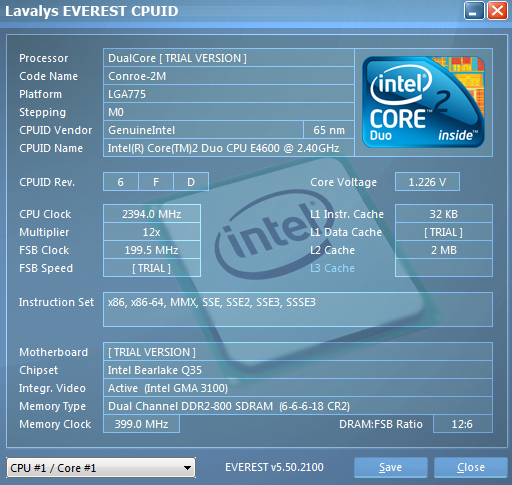 Lavalys EVEREST CPUID
Processor DualCore [ TRIAL VERSION ]
Code Name Conroe-2M
Platform LGA775
Stepping M0
CPUID Vendor GenuineIntel 65 nm
CPUID Name Intel(R) Core(TM)2 Duo CPU E4600 @ 2.40GHz
intel
CORE 2
Duo inside™
CPUID Rev. 6 F D Core Voltage 1.226 V
CPU Clock 2394.0 MHz L1 Instr. Cache 32 KB
Multiplier 12x L1 Data Cache [ TRIAL ]
FSB Clock 199.5 MHz L2 Cache 2 MB
FSB Speed [ TRIAL ] L3 Cache
intel
Instruction Set x86, x86-64, MMX, SSE, SSE2, SSE3, SSSE3
Motherboard [ TRIAL VERSION ]
Chipset Intel Bearlake Q35
Integr. Video Active (Intel GMA 3100)
Memory Type Dual Channel DDR2-800 SDRAM (6-6-6-18 CR2)
Memory Clock 399.0 MHz DRAM:FSB Ratio 12:6
CPU #1 / Core #1 EVEREST v5.50.2100 Save Close